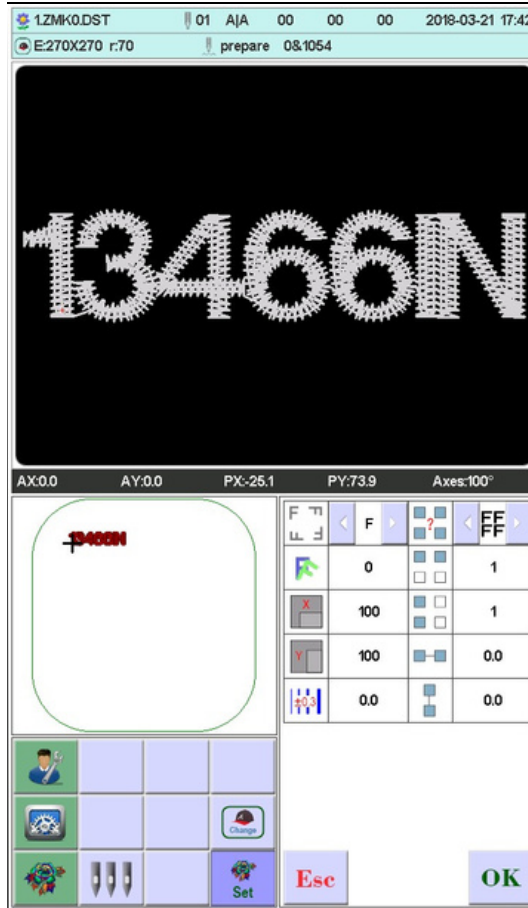 1.ZMK0.DST 01 A|A 00 00 00 2018-03-21 17:42
E:270X270 r:70 prepare 0&1054
13466N
AX:0.0 AY:0.0 PX:-25.1 PY:73.9 Axes:100°
13466N
F F ? FF
F F FF
0 1
X 100 1
Y 100 0.0
±0.3 0.0 0.0
Change
Set Esc OK